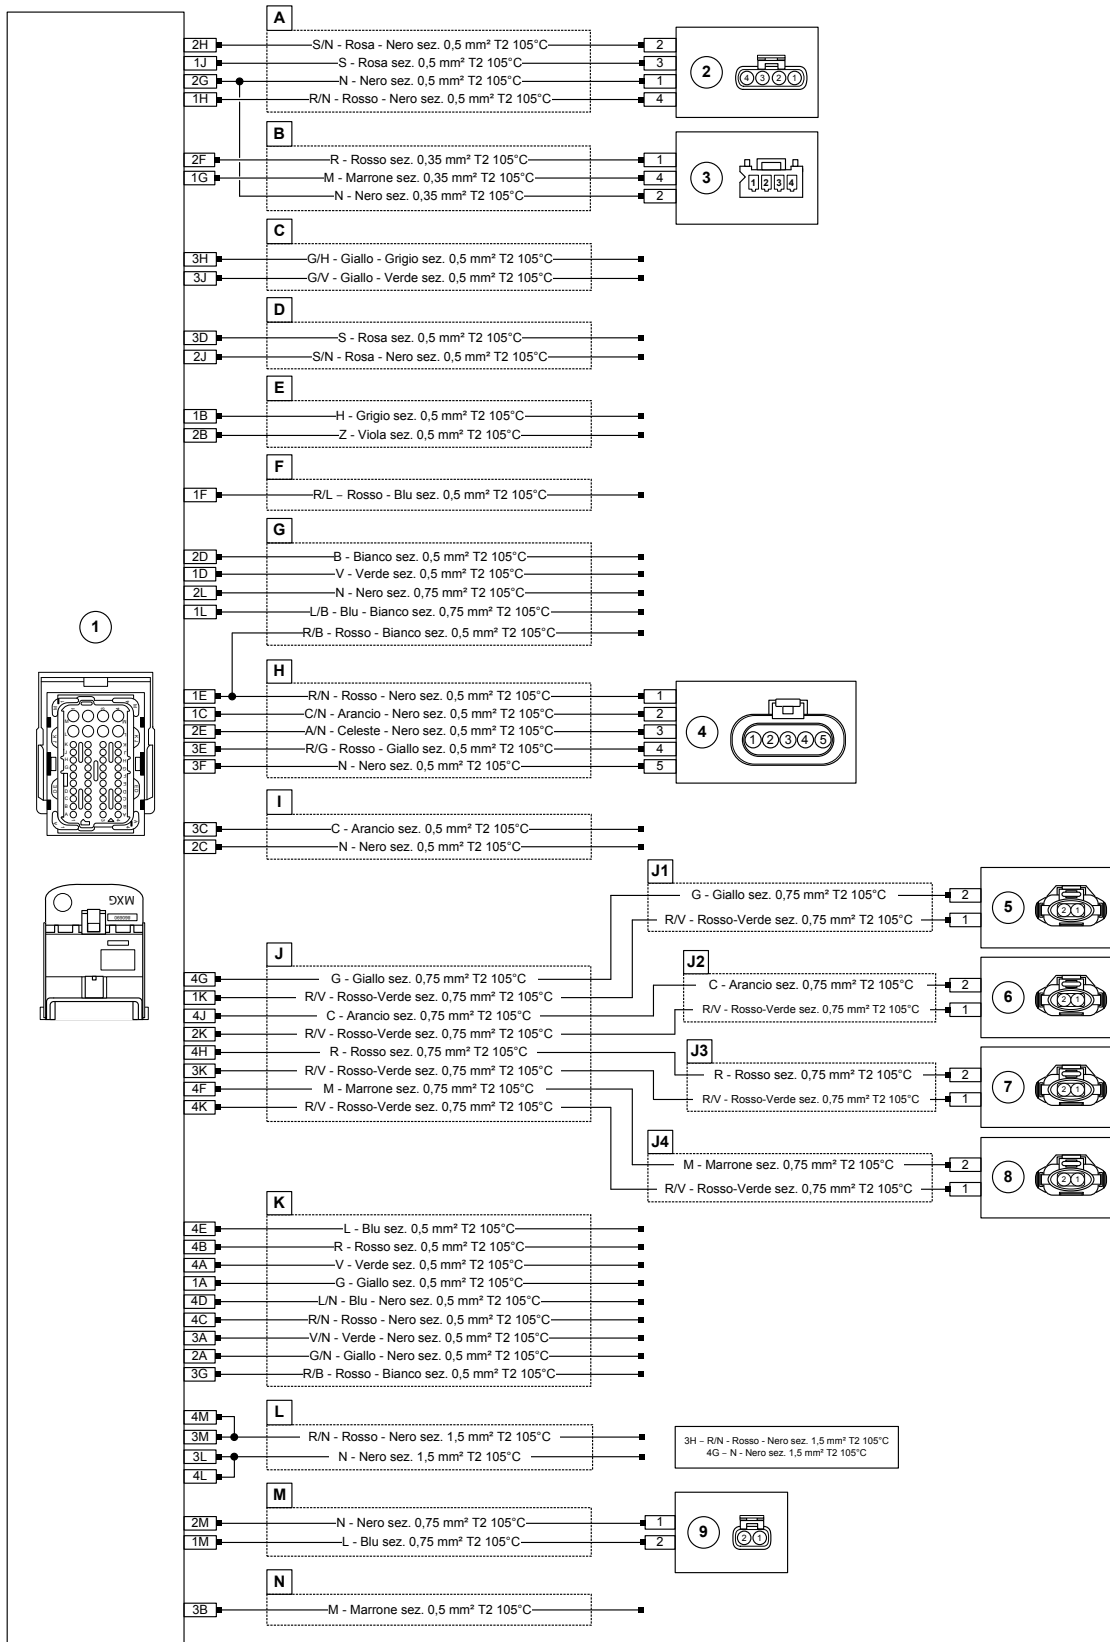 A
2H S/N - Rosa - Nero sez. 0,5 mm² T2 105°C 2
1J S - Rosa sez. 0,5 mm² T2 105°C 3
2G N - Nero sez. 0,5 mm² T2 105°C 1
1H R/N - Rosso - Nero sez. 0,5 mm² T2 105°C 4
2
4 3 2 1
B
2F R - Rosso sez. 0,35 mm² T2 105°C 1
1G M - Marrone sez. 0,35 mm² T2 105°C 4
N - Nero sez. 0,35 mm² T2 105°C 2
3
1 2 3 4
C
3H G/H - Giallo - Grigio sez. 0,5 mm² T2 105°C
3J G/V - Giallo - Verde sez. 0,5 mm² T2 105°C
D
3D S - Rosa sez. 0,5 mm² T2 105°C
2J S/N - Rosa - Nero sez. 0,5 mm² T2 105°C
E
1B H - Grigio sez. 0,5 mm² T2 105°C
2B Z - Viola sez. 0,5 mm² T2 105°C
F
1F R/L – Rosso - Blu sez. 0,5 mm² T2 105°C
G
2D B - Bianco sez. 0,5 mm² T2 105°C
1D V - Verde sez. 0,5 mm² T2 105°C
2L N - Nero sez. 0,75 mm² T2 105°C
1L L/B - Blu - Bianco sez. 0,75 mm² T2 105°C
R/B - Rosso - Bianco sez. 0,5 mm² T2 105°C
1
H
1E R/N - Rosso - Nero sez. 0,5 mm² T2 105°C 1
1C C/N - Arancio - Nero sez. 0,5 mm² T2 105°C 2
2E A/N - Celeste - Nero sez. 0,5 mm² T2 105°C 3
3E R/G - Rosso - Giallo sez. 0,5 mm² T2 105°C 4
3F N - Nero sez. 0,5 mm² T2 105°C 5
4
1 2 3 4 5
I
3C C - Arancio sez. 0,5 mm² T2 105°C
2C N - Nero sez. 0,5 mm² T2 105°C
MXG
J1
G - Giallo sez. 0,75 mm² T2 105°C 2
R/V - Rosso-Verde sez. 0,75 mm² T2 105°C 1
5
2 1
J2
C - Arancio sez. 0,75 mm² T2 105°C 2
R/V - Rosso-Verde sez. 0,75 mm² T2 105°C 1
6
2 1
J3
R - Rosso sez. 0,75 mm² T2 105°C 2
R/V - Rosso-Verde sez. 0,75 mm² T2 105°C 1
7
2 1
J4
M - Marrone sez. 0,75 mm² T2 105°C 2
R/V - Rosso-Verde sez. 0,75 mm² T2 105°C 1
8
2 1
J
4G G - Giallo sez. 0,75 mm² T2 105°C
1K R/V - Rosso-Verde sez. 0,75 mm² T2 105°C
4J C - Arancio sez. 0,75 mm² T2 105°C
2K R/V - Rosso-Verde sez. 0,75 mm² T2 105°C
4H R - Rosso sez. 0,75 mm² T2 105°C
3K R/V - Rosso-Verde sez. 0,75 mm² T2 105°C
4F M - Marrone sez. 0,75 mm² T2 105°C
4K R/V - Rosso-Verde sez. 0,75 mm² T2 105°C
K
4E L - Blu sez. 0,5 mm² T2 105°C
4B R - Rosso sez. 0,5 mm² T2 105°C
4A V - Verde sez. 0,5 mm² T2 105°C
1A G - Giallo sez. 0,5 mm² T2 105°C
4D L/N - Blu - Nero sez. 0,5 mm² T2 105°C
4C R/N - Rosso - Nero sez. 0,5 mm² T2 105°C
3A V/N - Verde - Nero sez. 0,5 mm² T2 105°C
2A G/N - Giallo - Nero sez. 0,5 mm² T2 105°C
3G R/B - Rosso - Bianco sez. 0,5 mm² T2 105°C
L
4M
3M R/N - Rosso - Nero sez. 1,5 mm² T2 105°C
3L N - Nero sez. 1,5 mm² T2 105°C
4L
3H – R/N - Rosso - Nero sez. 1,5 mm² T2 105°C
4G – N - Nero sez. 1,5 mm² T2 105°C
M
2M N - Nero sez. 0,75 mm² T2 105°C 1
1M L - Blu sez. 0,75 mm² T2 105°C 2
9
2 1
N
3B M - Marrone sez. 0,5 mm² T2 105°C